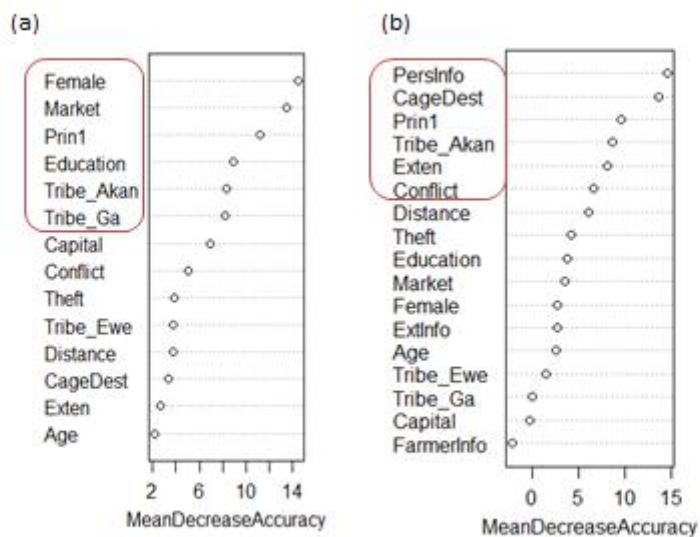 (a)
Female
Market
Prin1
Education
Tribe_Akan
Tribe_Ga
Capital
Conflict
Theft
Tribe_Ewe
Distance
CageDest
Exten
Age
2 6 10 14
MeanDecreaseAccuracy
(b)
PersInfo
CageDest
Prin1
Tribe_Akan
Exten
Conflict
Distance
Theft
Education
Market
Female
ExtInfo
Age
Tribe_Ewe
Tribe_Ga
Capital
FarmerInfo
0 5 10 15
MeanDecreaseAccuracy